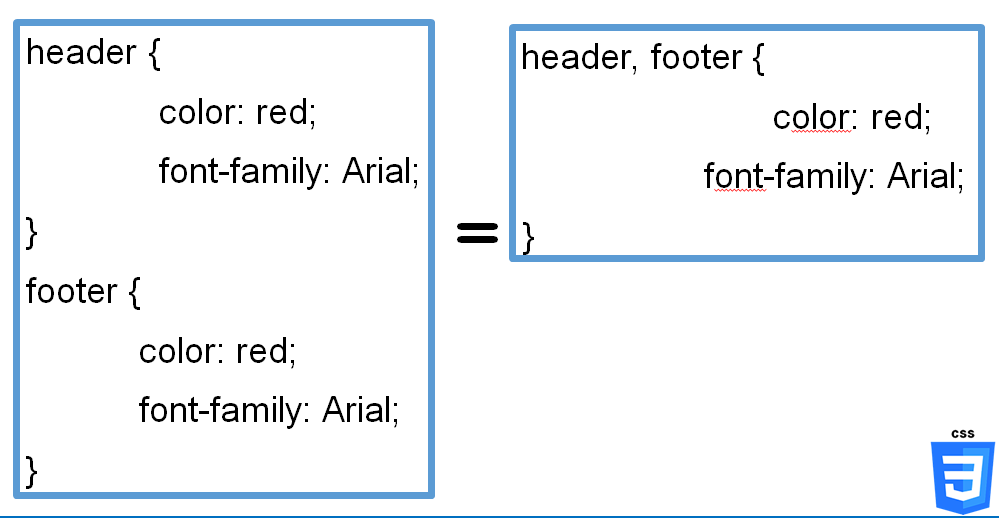 header {
color: red;
font-family: Arial;
}
footer {
color: red;
font-family: Arial;
}
=
header, footer {
color: red;
font-family: Arial;
}
CSS
3